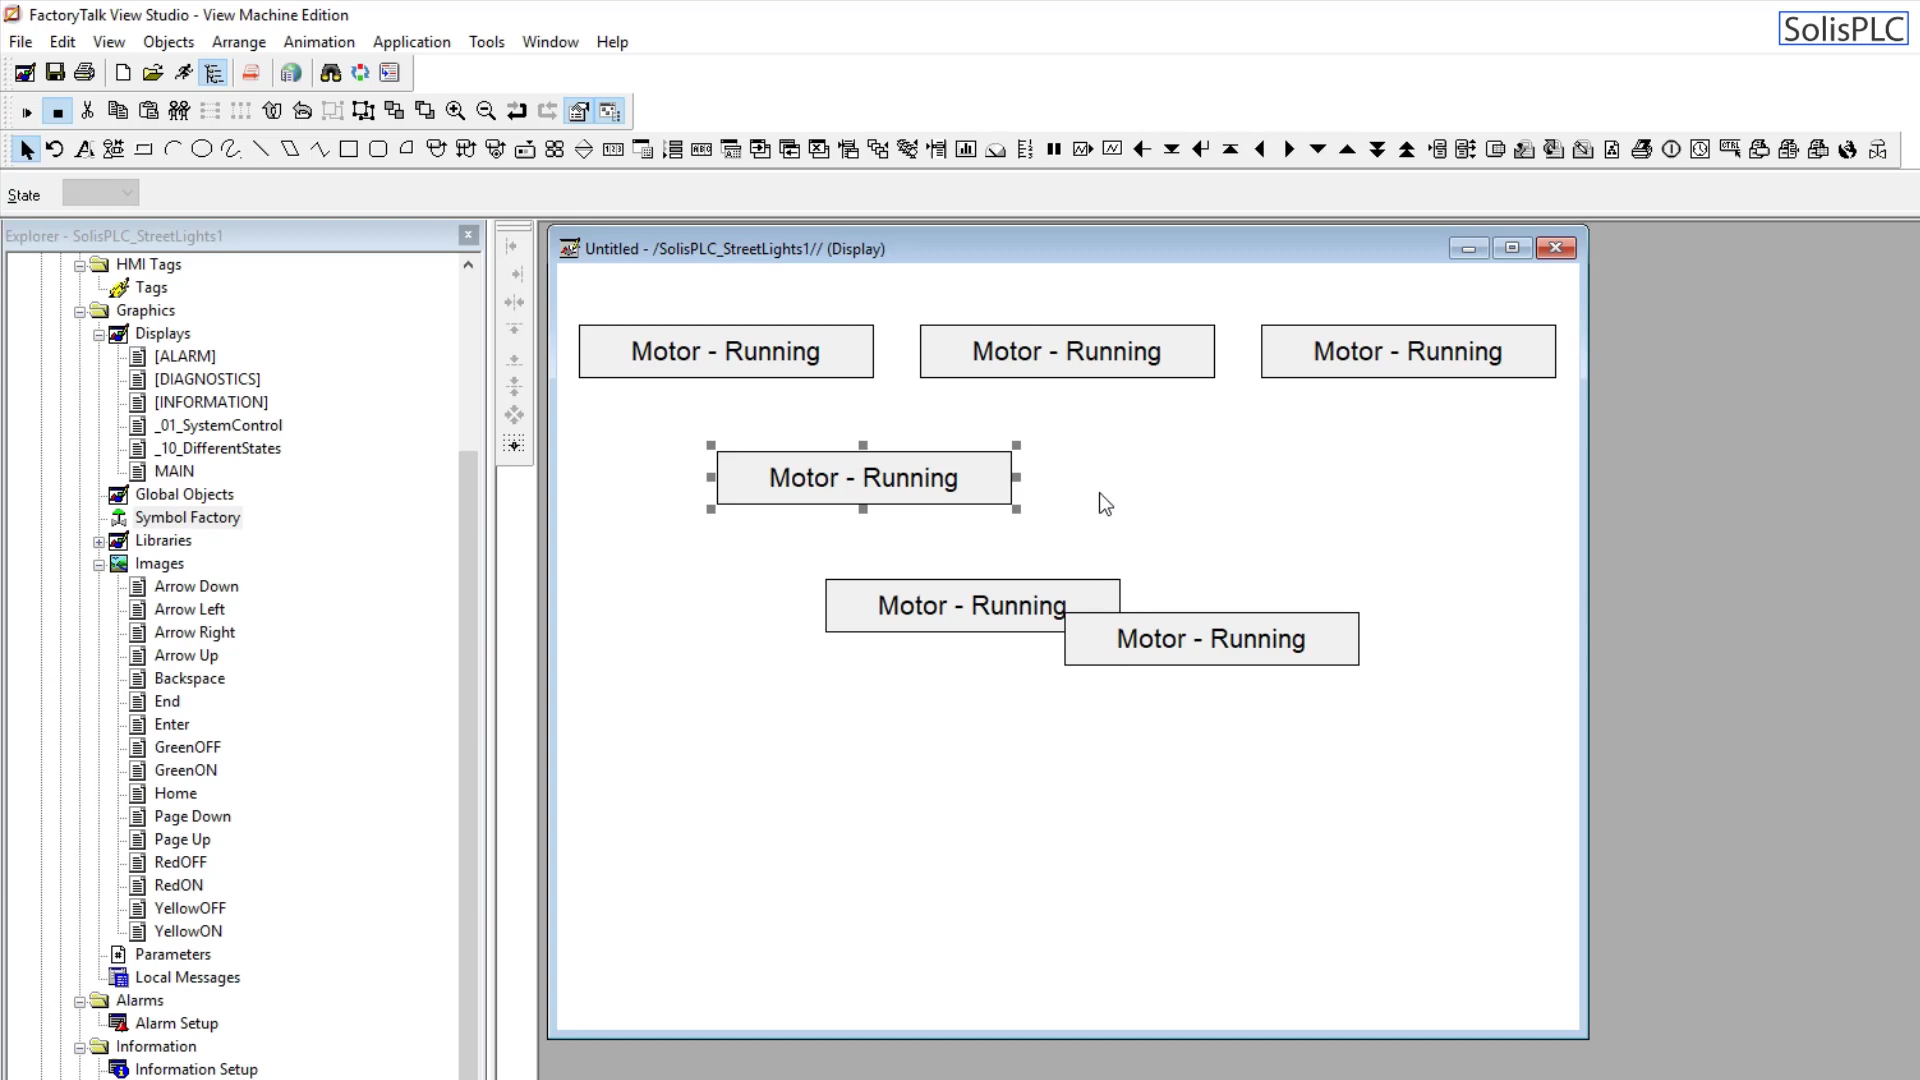 FactoryTalk View Studio - View Machine Edition
SolisPLC
File Edit View Objects Arrange Animation Application Tools Window Help
State
Explorer - SolisPLC_StreetLights1
HMI Tags
Tags
Graphics
Displays
[ALARM]
[DIAGNOSTICS]
[INFORMATION]
_01_SystemControl
_10_DifferentStates
MAIN
Global Objects
Symbol Factory
Libraries
Images
Arrow Down
Arrow Left
Arrow Right
Arrow Up
Backspace
End
Enter
GreenOFF
GreenON
Home
Page Down
Page Up
RedOFF
RedON
YellowOFF
YellowON
Parameters
Local Messages
Alarms
Alarm Setup
Information
Information Setup
Untitled - /SolisPLC_StreetLights1// (Display)
Motor - Running Motor - Running Motor - Running
Motor - Running
Motor - Running
Motor - Running